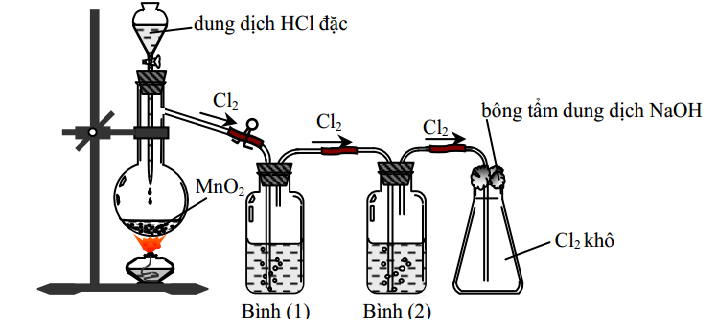 dung dịch HCl đặc
Cl₂
Cl₂
Cl₂
bông tẩm dung dịch NaOH
MnO₂
Cl₂ khô
Bình (1)
Bình (2)